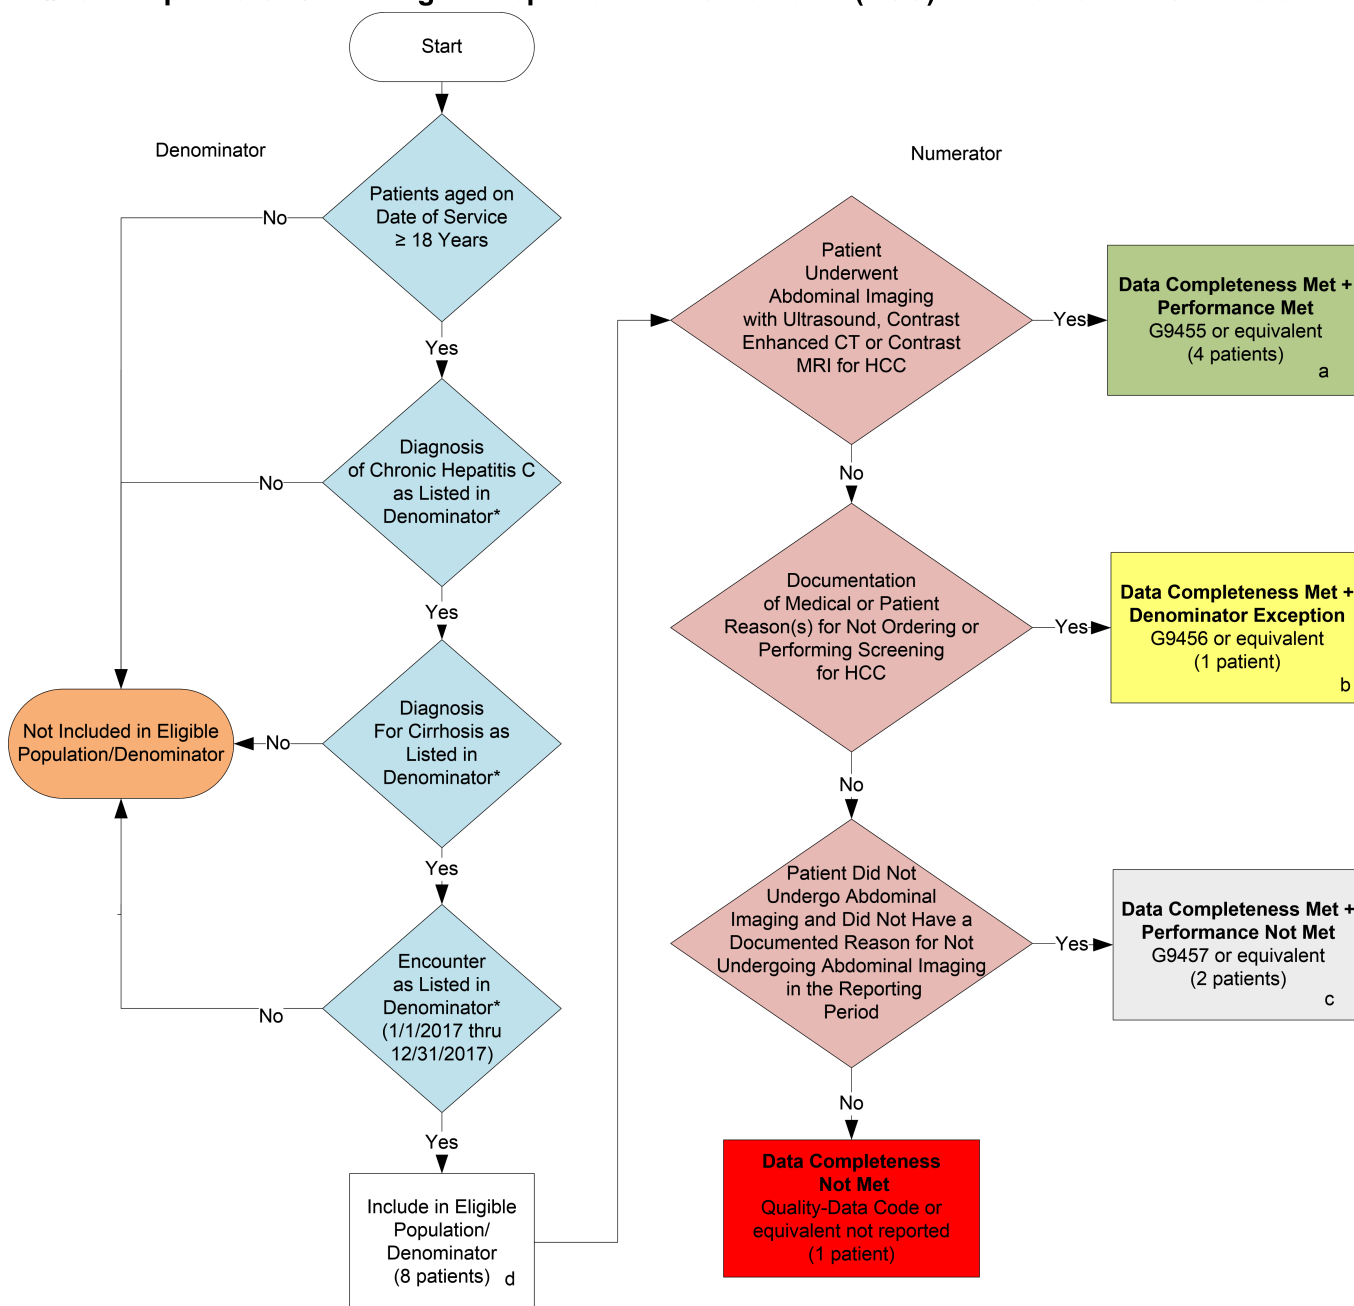 Start
Denominator
Patients aged on
Date of Service
≥ 18 Years
No
Yes
Diagnosis
of Chronic Hepatitis C
as Listed in
Denominator*
No
Yes
Diagnosis
For Cirrhosis as
Listed in
Denominator*
No
Not Included in Eligible
Population/Denominator
Yes
Encounter
as Listed in
Denominator*
(1/1/2017 thru
12/31/2017)
No
Yes
Include in Eligible
Population/
Denominator
(8 patients) d
Numerator
Patient
Underwent
Abdominal Imaging
with Ultrasound, Contrast
Enhanced CT or Contrast
MRI for HCC
Yes
Data Completeness Met +
Performance Met
G9455 or equivalent
(4 patients)
a
No
Documentation
of Medical or Patient
Reason(s) for Not Ordering or
Performing Screening
for HCC
Yes
Data Completeness Met +
Denominator Exception
G9456 or equivalent
(1 patient)
b
No
Patient Did Not
Undergo Abdominal
Imaging and Did Not Have a
Documented Reason for Not
Undergoing Abdominal Imaging
in the Reporting
Period
Yes
Data Completeness Met +
Performance Not Met
G9457 or equivalent
(2 patients)
c
No
Data Completeness
Not Met
Quality-Data Code or
equivalent not reported
(1 patient)